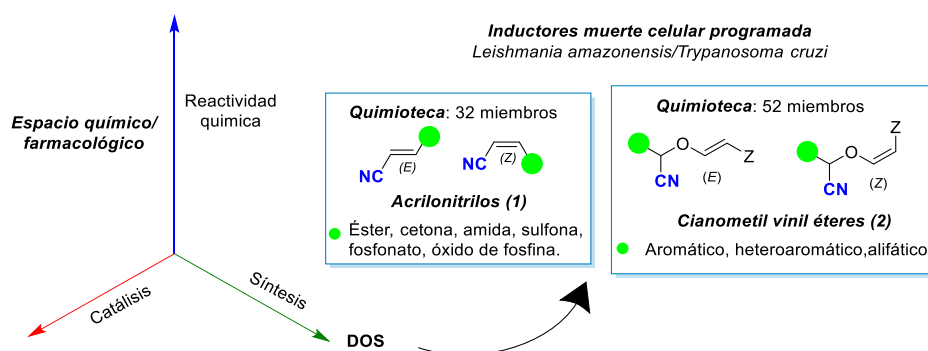 Inductores muerte celular programada
Leishmania amazonensis/Trypanosoma cruzi
Espacio químico/
farmacológico
Reactividad
quimica
Catálisis
Síntesis
DOS
Quimioteca: 32 miembros
NC
(E)
NC
(Z)
Acrilonitrilos (1)
Éster, cetona, amida, sulfona,
fosfonato, óxido de fosfina.
Quimioteca: 52 miembros
O
Z
CN
(E)
O
Z
CN
(Z)
Cianometil vinil éteres (2)
Aromático, heteroaromático,alifático